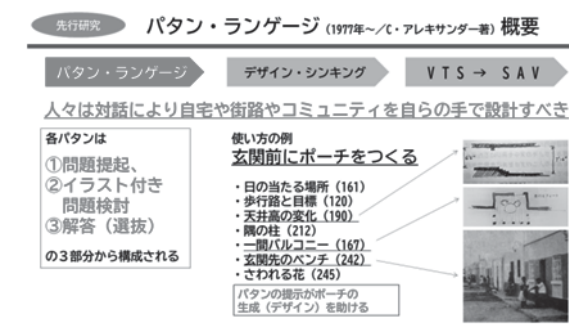 先行研究
パタン・ランゲージ（1977年～/C・アレキサンダー著）概要
パタン・ランゲージ
デザイン・シンキング
VTS→ SAV
人々は対話により自宅や街路やコミュニティを自らの手で設計すべき
各パタンは
①問題提起、
②イラスト付き
問題検討
③解答（選抜）
の３部分から構成される
使い方の例
玄関前にポーチをつくる
・日の当たる場所（161）
・歩行路と目標（120）
・天井高の変化（190）
・隅の柱（212）
・一間バルコニー（167）
・玄関先のベンチ（242）
・さわれる花（245）
パタンの提示がポーチの
生成（デザイン）を助ける